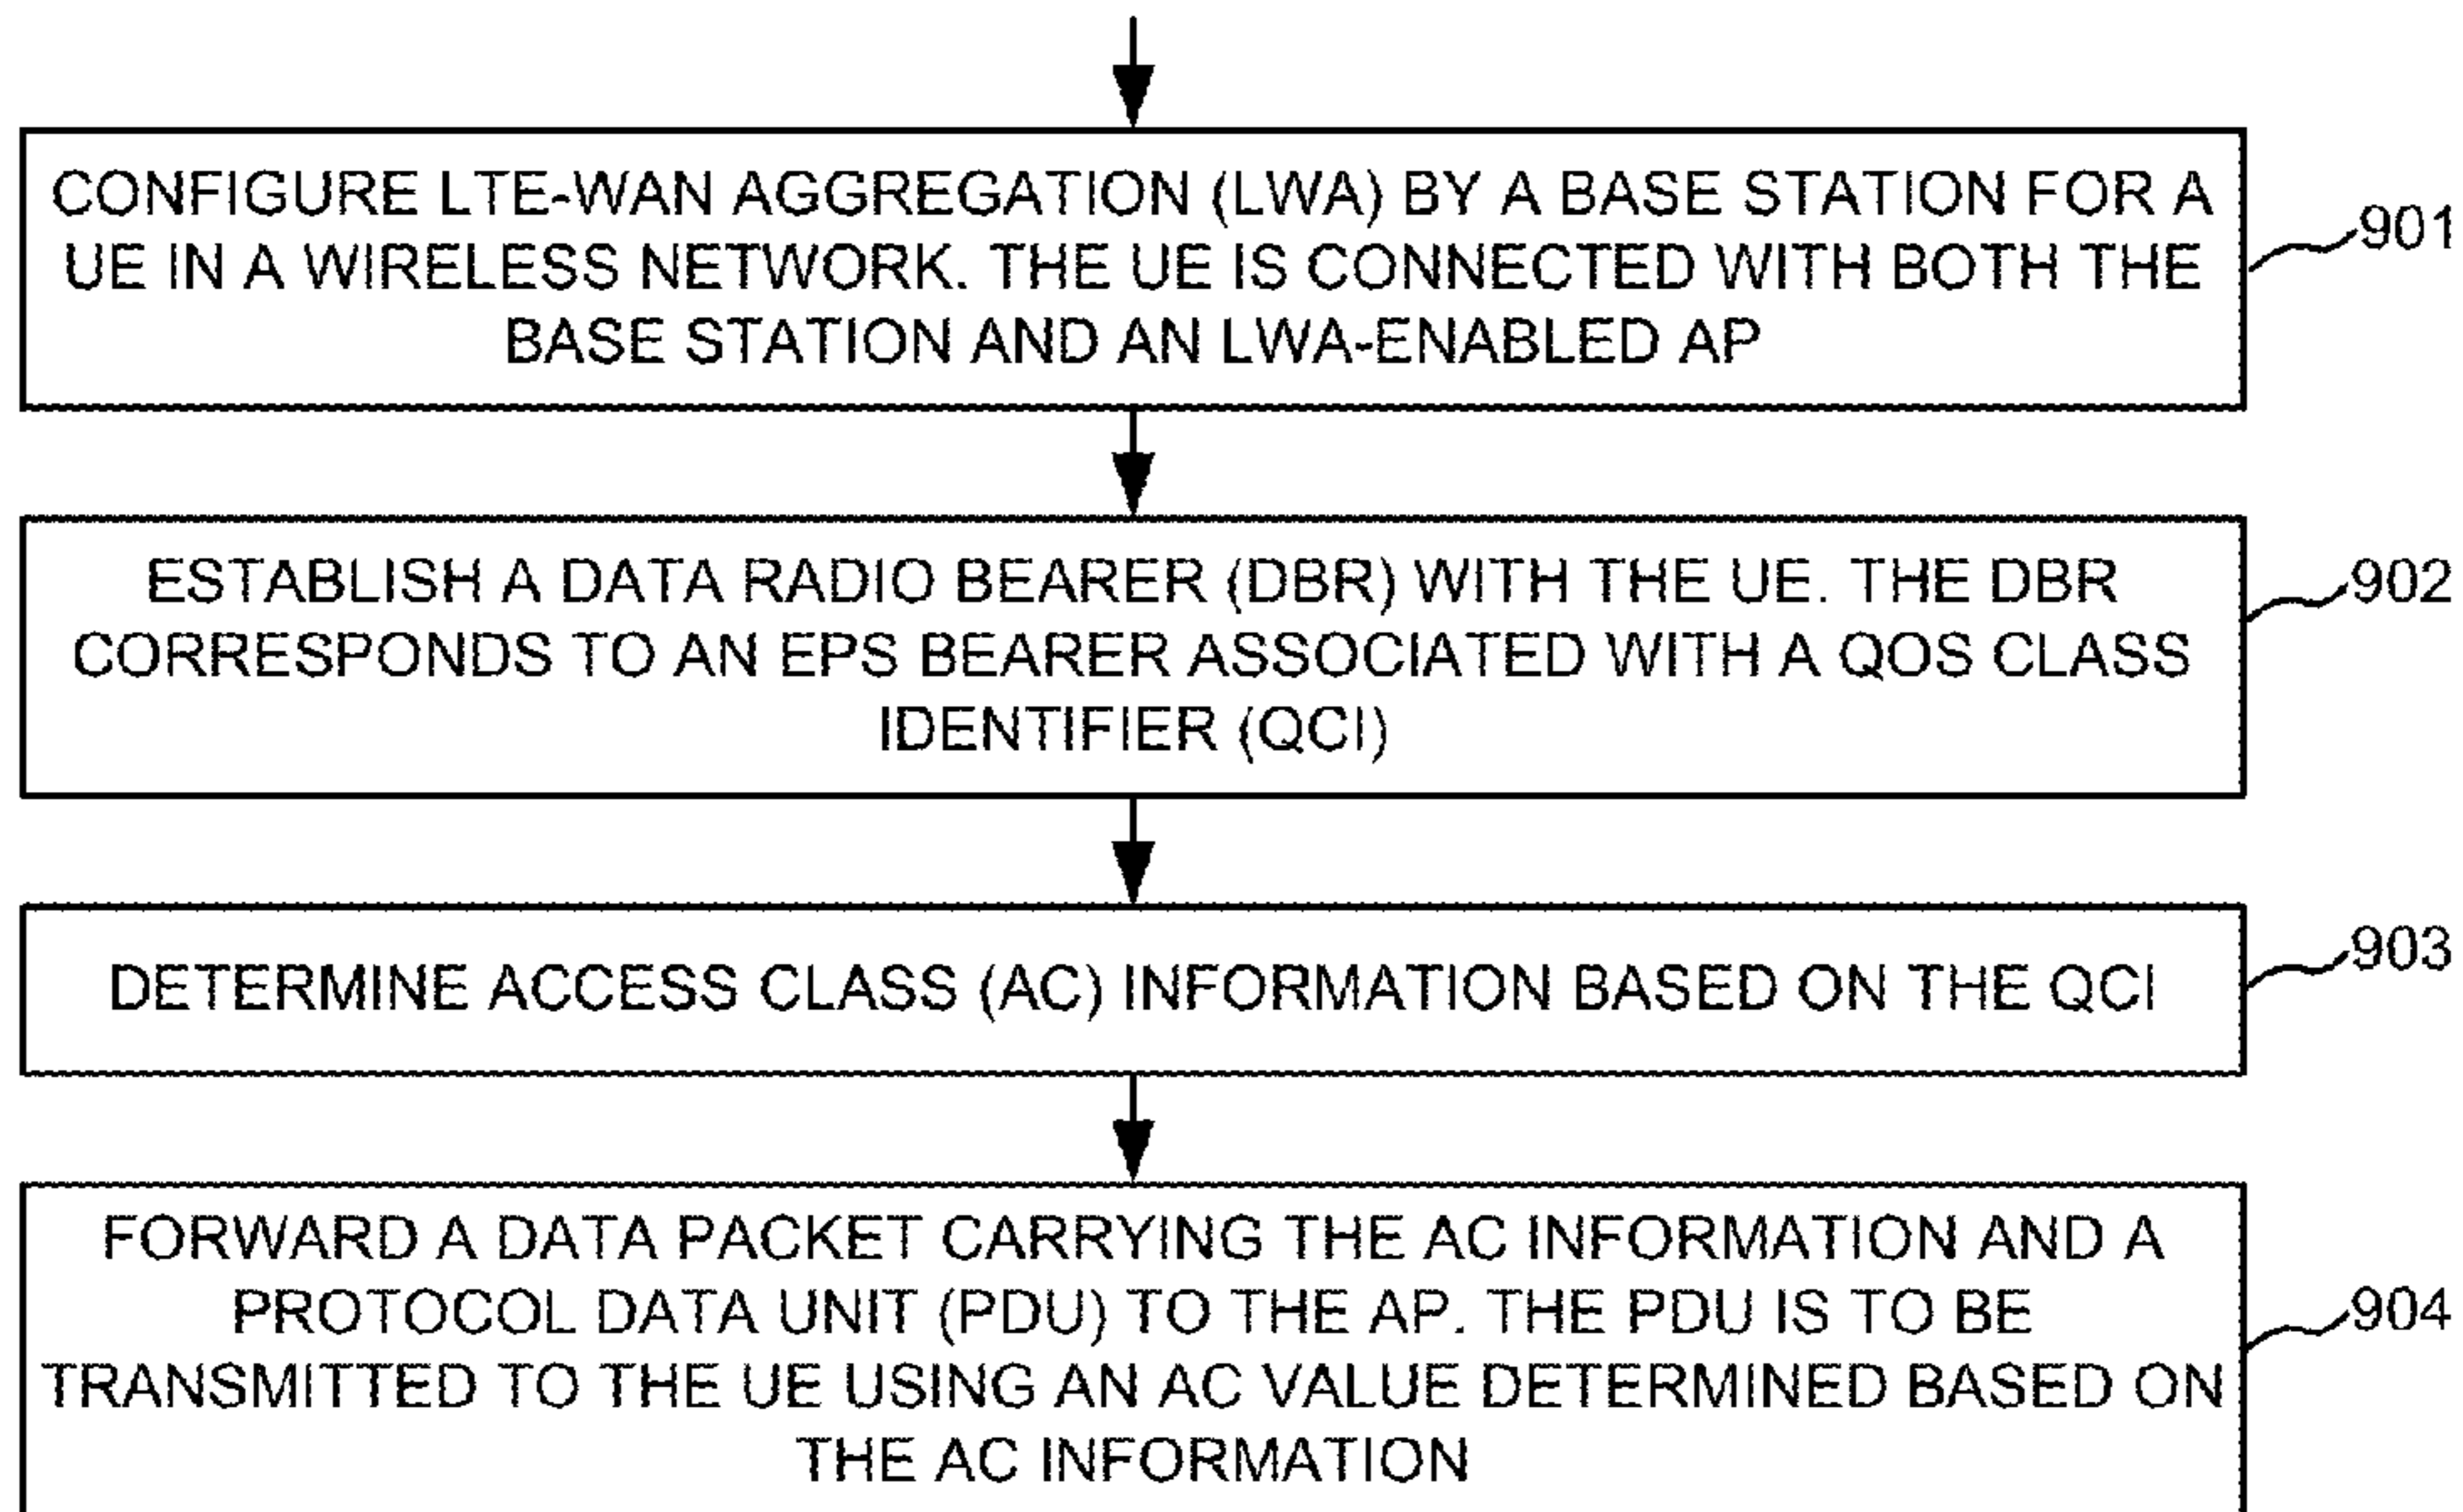 CONFIGURE LTE-WAN AGGREGATION (LWA) BY A BASE STATION FOR A
UE IN A WIRELESS NETWORK. THE UE IS CONNECTED WITH BOTH THE
BASE STATION AND AN LWA-ENABLED AP
901
ESTABLISH A DATA RADIO BEARER (DBR) WITH THE UE. THE DBR
CORRESPONDS TO AN EPS BEARER ASSOCIATED WITH A QOS CLASS
IDENTIFIER (QCI)
902
DETERMINE ACCESS CLASS (AC) INFORMATION BASED ON THE QCI
903
FORWARD A DATA PACKET CARRYING THE AC INFORMATION AND A
PROTOCOL DATA UNIT (PDU) TO THE AP. THE PDU IS TO BE
TRANSMITTED TO THE UE USING AN AC VALUE DETERMINED BASED ON
THE AC INFORMATION
904